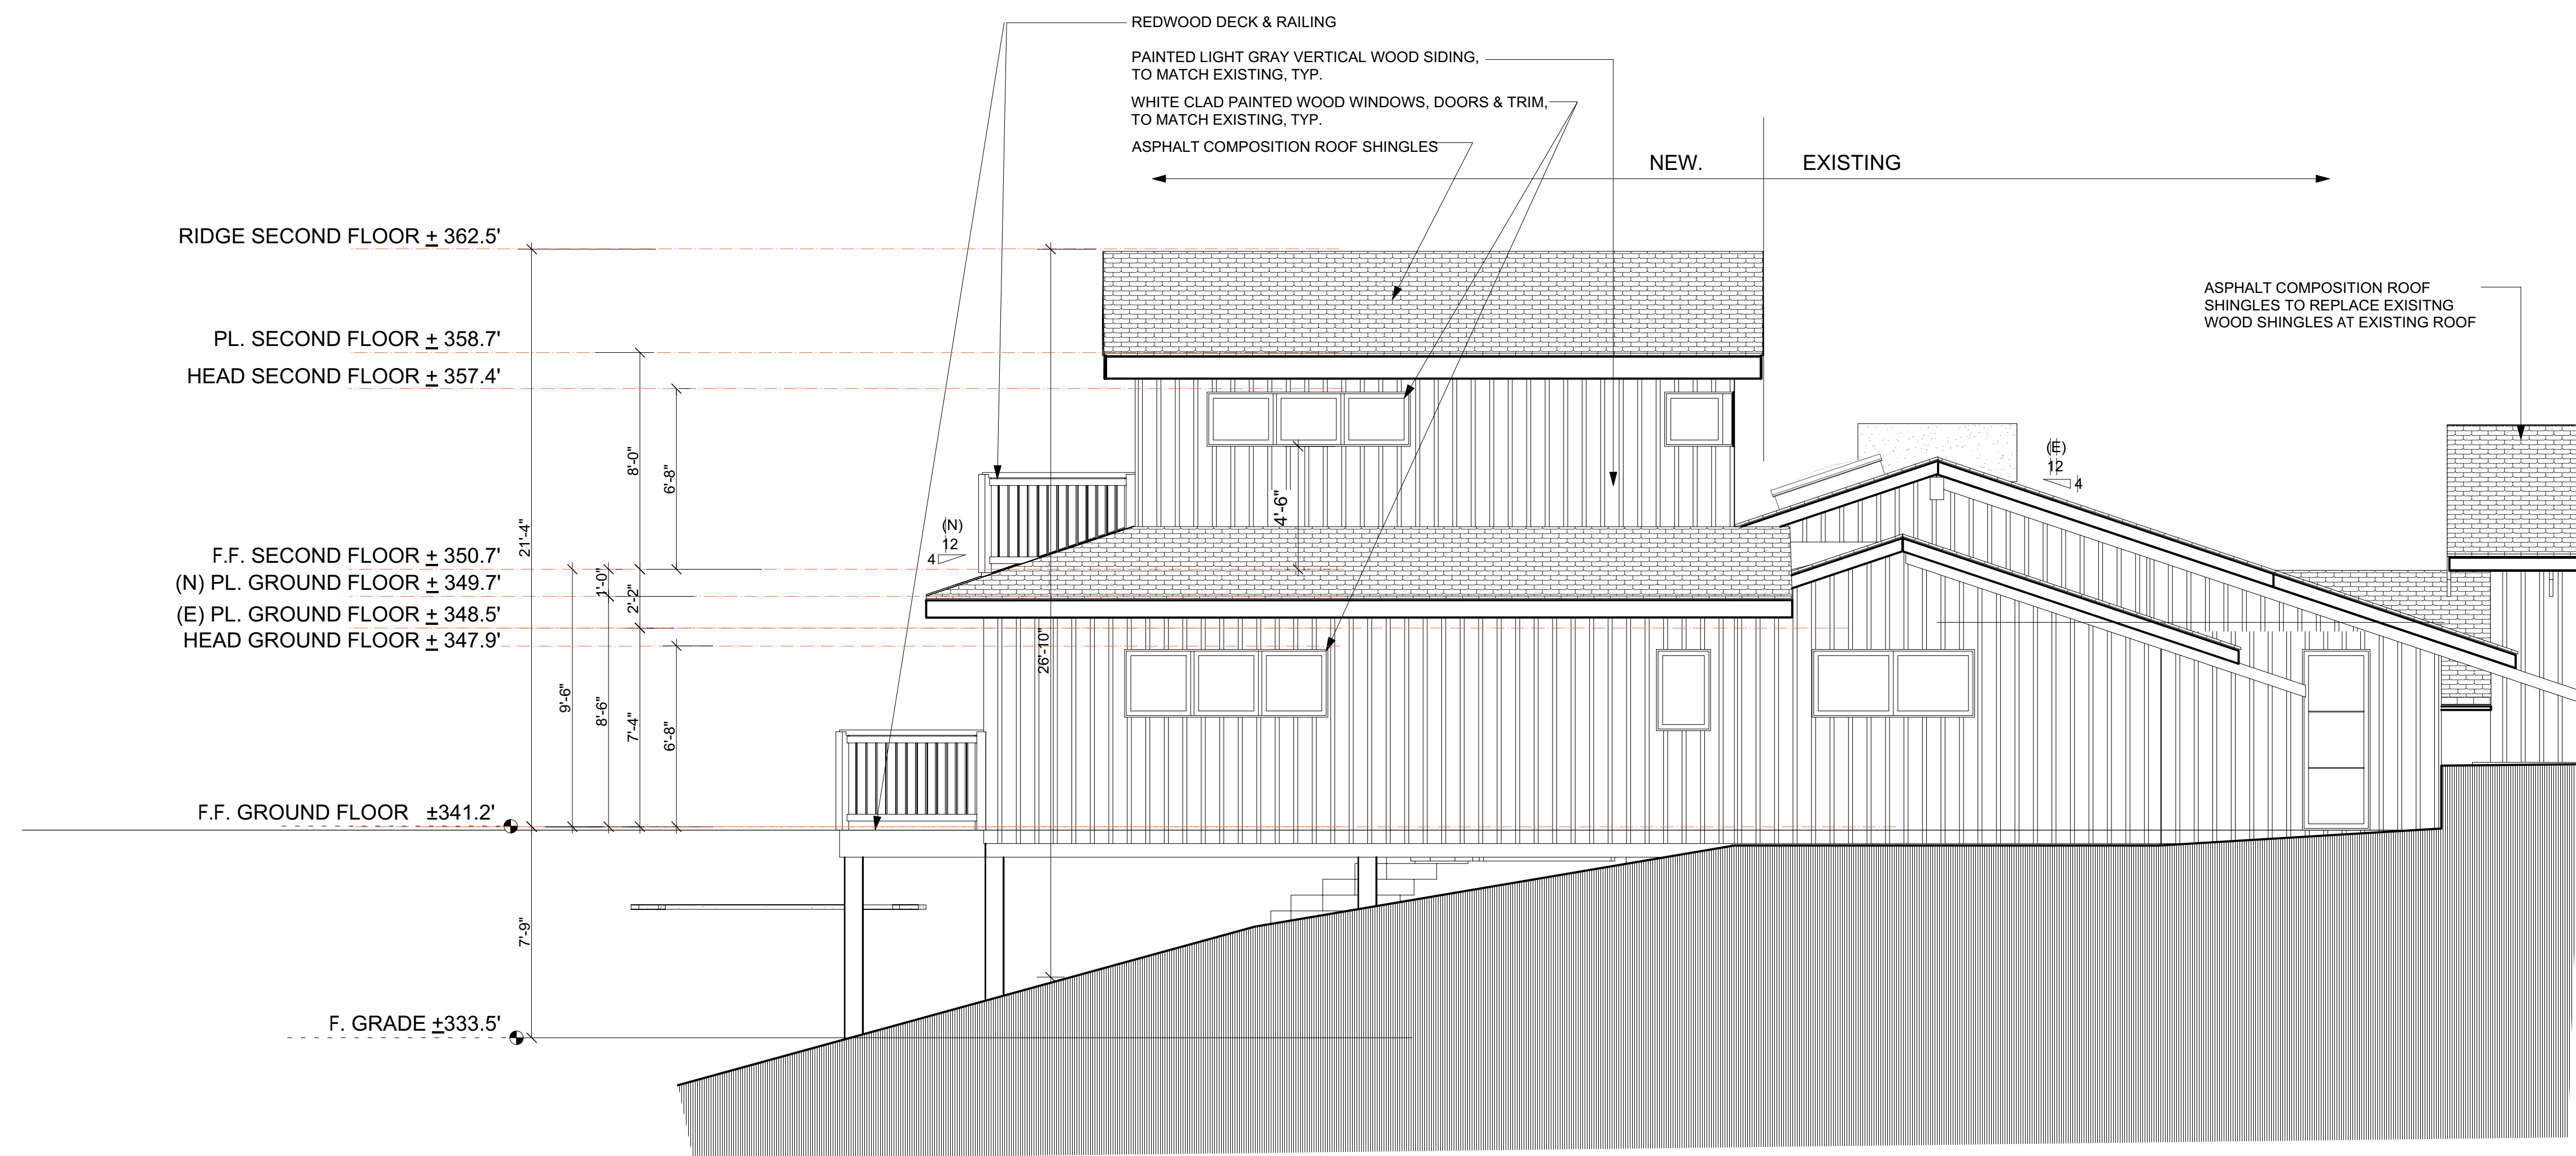 REDWOOD DECK & RAILING
PAINTED LIGHT GRAY VERTICAL WOOD SIDING,
TO MATCH EXISTING, TYP.
WHITE CLAD PAINTED WOOD WINDOWS, DOORS & TRIM,
TO MATCH EXISTING, TYP.
ASPHALT COMPOSITION ROOF SHINGLES
NEW.
EXISTING
RIDGE SECOND FLOOR ± 362.5'
ASPHALT COMPOSITION ROOF
SHINGLES TO REPLACE EXISITNG
WOOD SHINGLES AT EXISTING ROOF
PL. SECOND FLOOR ± 358.7'
HEAD SECOND FLOOR ± 357.4'
(E)
12
4
8'-0"
6'-8"
4'-6"
21'-4"
(N)
12
4
F.F. SECOND FLOOR ± 350.7'
(N) PL. GROUND FLOOR ± 349.7'
1'-0"
2'-2"
(E) PL. GROUND FLOOR ± 348.5'
HEAD GROUND FLOOR ± 347.9'
26'-10"
9'-6"
8'-6"
7'-4"
6'-8"
F.F. GROUND FLOOR ±341.2'
7'-9"
F. GRADE ±333.5'